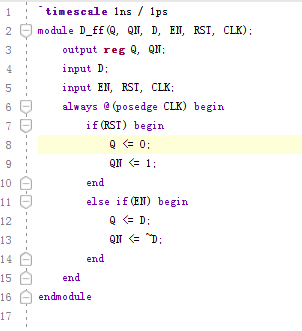 1 `timescale 1ns / 1ps
2 module D_ff(Q, QN, D, EN, RST, CLK);
3 output reg Q, QN;
4 input D;
5 input EN, RST, CLK;
6 always @(posedge CLK) begin
7 if(RST) begin
8 Q <= 0;
9 QN <= 1;
10 end
11 else if(EN) begin
12 Q <= D;
13 QN <= ~D;
14 end
15 end
16 endmodule
17